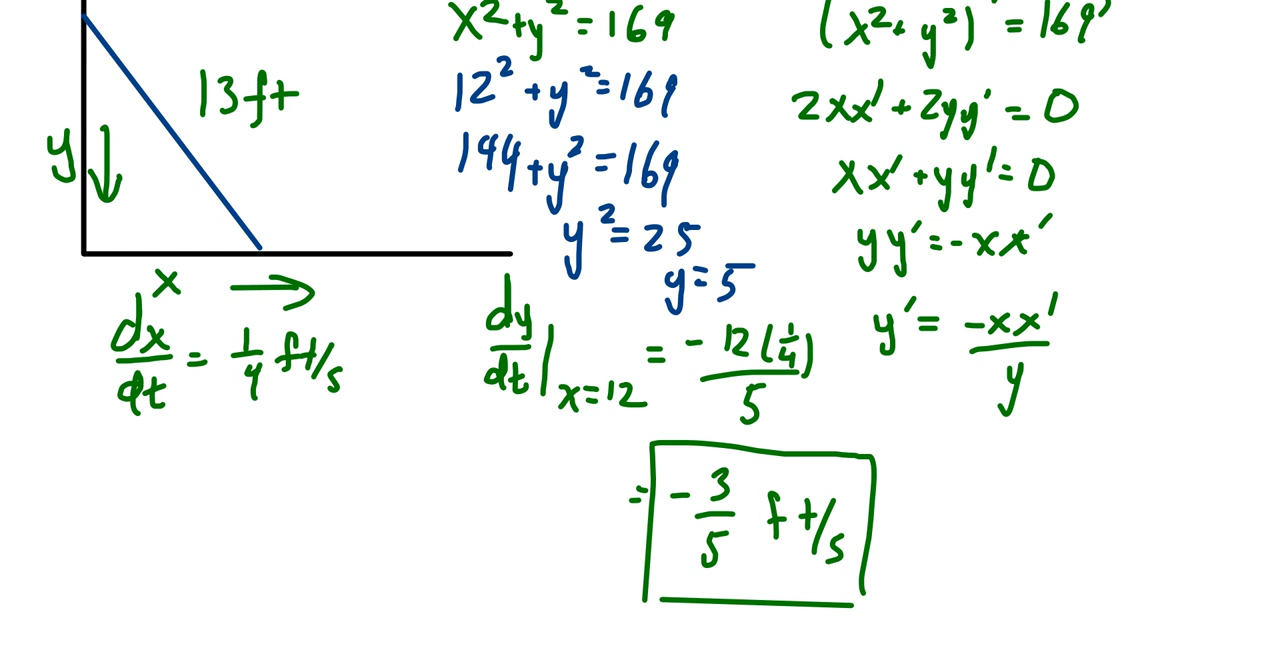 13ft
y
x
dx/dt = 1/4 ft/s
x² + y² = 169
12² + y² = 169
144 + y² = 169
y² = 25
y = 5
(x² + y²)' = 169'
2xx' + 2yy' = 0
xx' + yy' = 0
yy' = -xx'
y' = -xx'/y
dy/dt |x=12 = -12(1/4)/5
= -3/5 ft/s